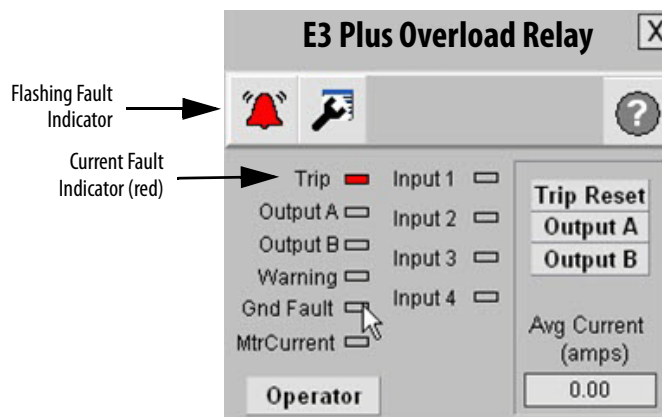 E3 Plus Overload Relay
X
Flashing Fault
Indicator
?
Current Fault
Indicator (red)
Trip
Input 1
Output A
Input 2
Output B
Input 3
Warning
Input 4
Gnd Fault
MtrCurrent
Operator
Trip Reset
Output A
Output B
Avg Current
(amps)
0.00